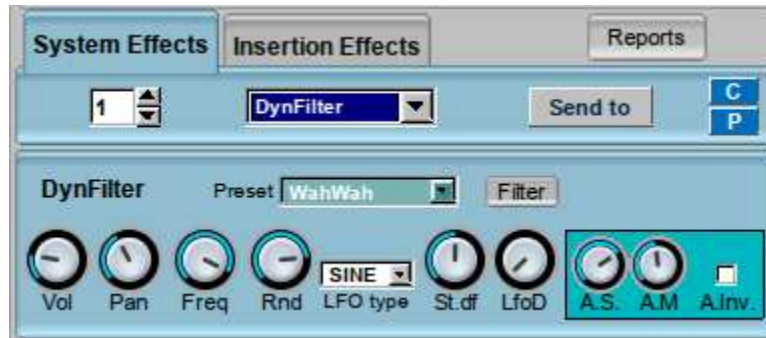 System Effects Insertion Effects Reports
1 DynFilter Send to C
P
DynFilter Preset WahWah Filter
SINE
Vol Pan Freq Rnd LFO type St.df LfoD A.S. A.M A.Inv.